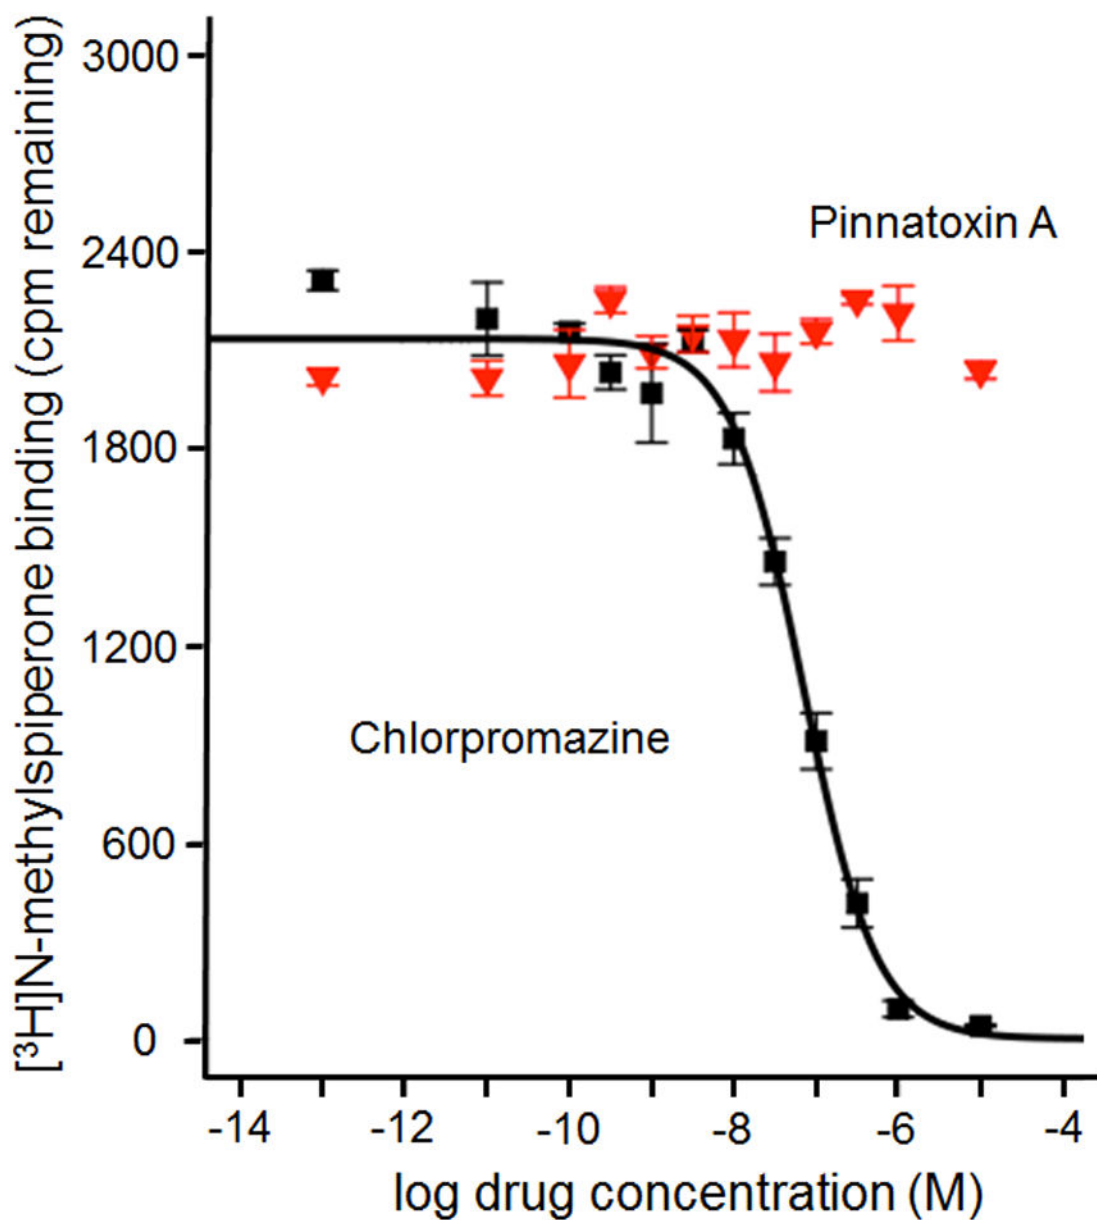 [³H]N-methylspiperone binding (cpm remaining)
3000
2400
1800
1200
600
0
Pinnatoxin A
Chlorpromazine
-14 -12 -10 -8 -6 -4
log drug concentration (M)